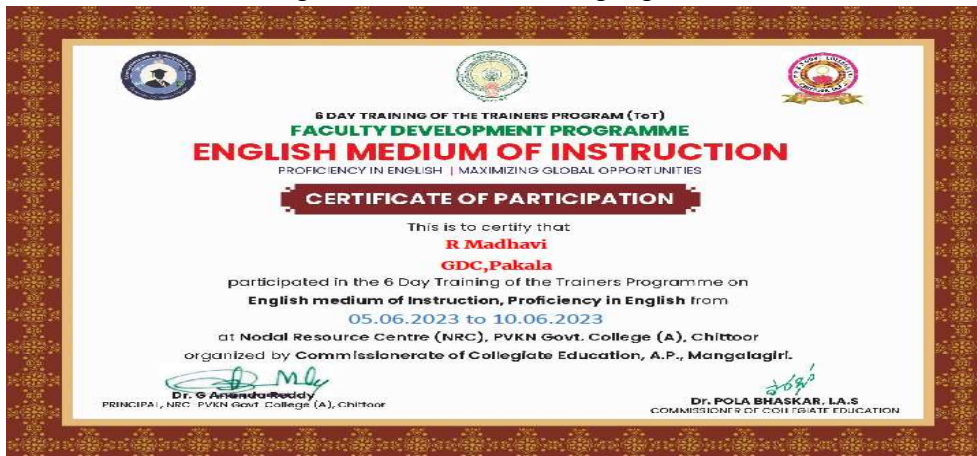 6 DAY TRAINING OF THE TRAINERS PROGRAM (ToT)
FACULTY DEVELOPMENT PROGRAMME
ENGLISH MEDIUM OF INSTRUCTION
PROFICIENCY IN ENGLISH | MAXIMIZING GLOBAL OPPORTUNITIES
CERTIFICATE OF PARTICIPATION
This is to certify that
R Madhavi
GDC,Pakala
participated in the 6 Day Training of the Trainers Programme on
English medium of Instruction, Proficiency in English from
05.06.2023 to 10.06.2023
at Nodal Resource Centre (NRC), PVKN Govt. College (A), Chittoor
organized by Commissionerate of Collegiate Education, A.P., Mangalagiri.
Dr. G Ananda Reddy
PRINCIPAL, NRC PVKN Govt. College (A), Chittoor
Dr. POLA BHASKAR, I.A.S
COMMISSIONER OF COLLEGIATE EDUCATION